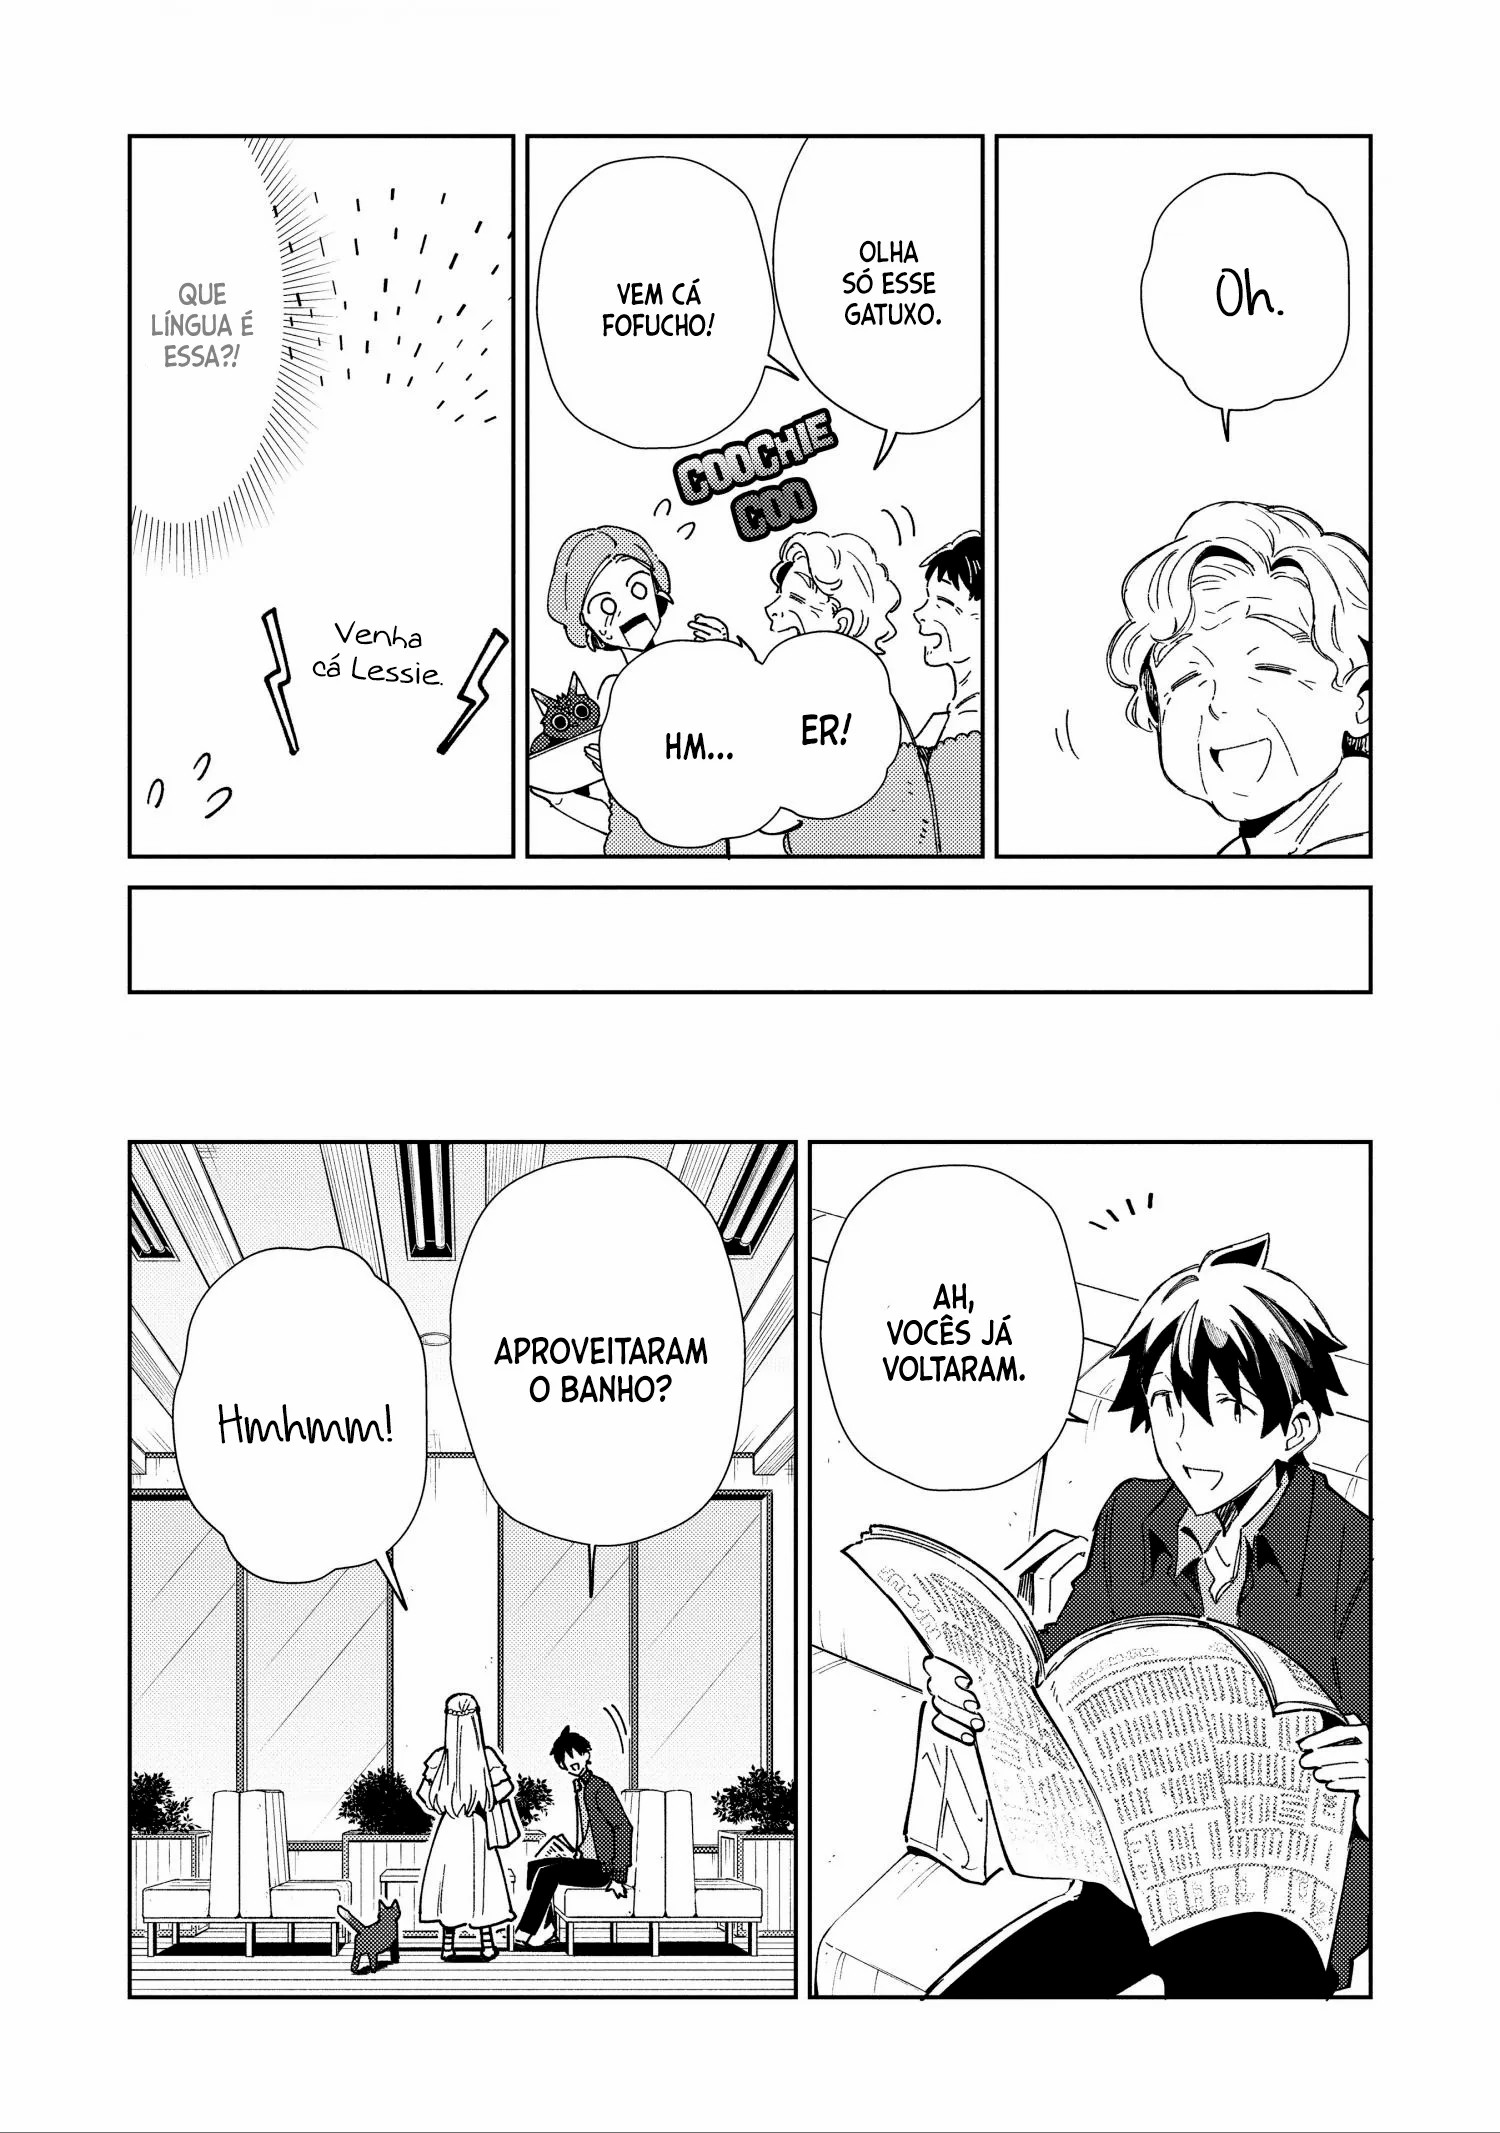 Oh.
OLHA
SÓ ESSE
GATUXO.
VEM CÁ
FOFUCHO!
COOCHIE
COO
ER!
HM...
QUE
LÍNGUA É
ESSA?!
Venha
cá Lessie.
AH,
VOCÊS JÁ
VOLTARAM.
APROVEITARAM
O BANHO?
Hmhmm!